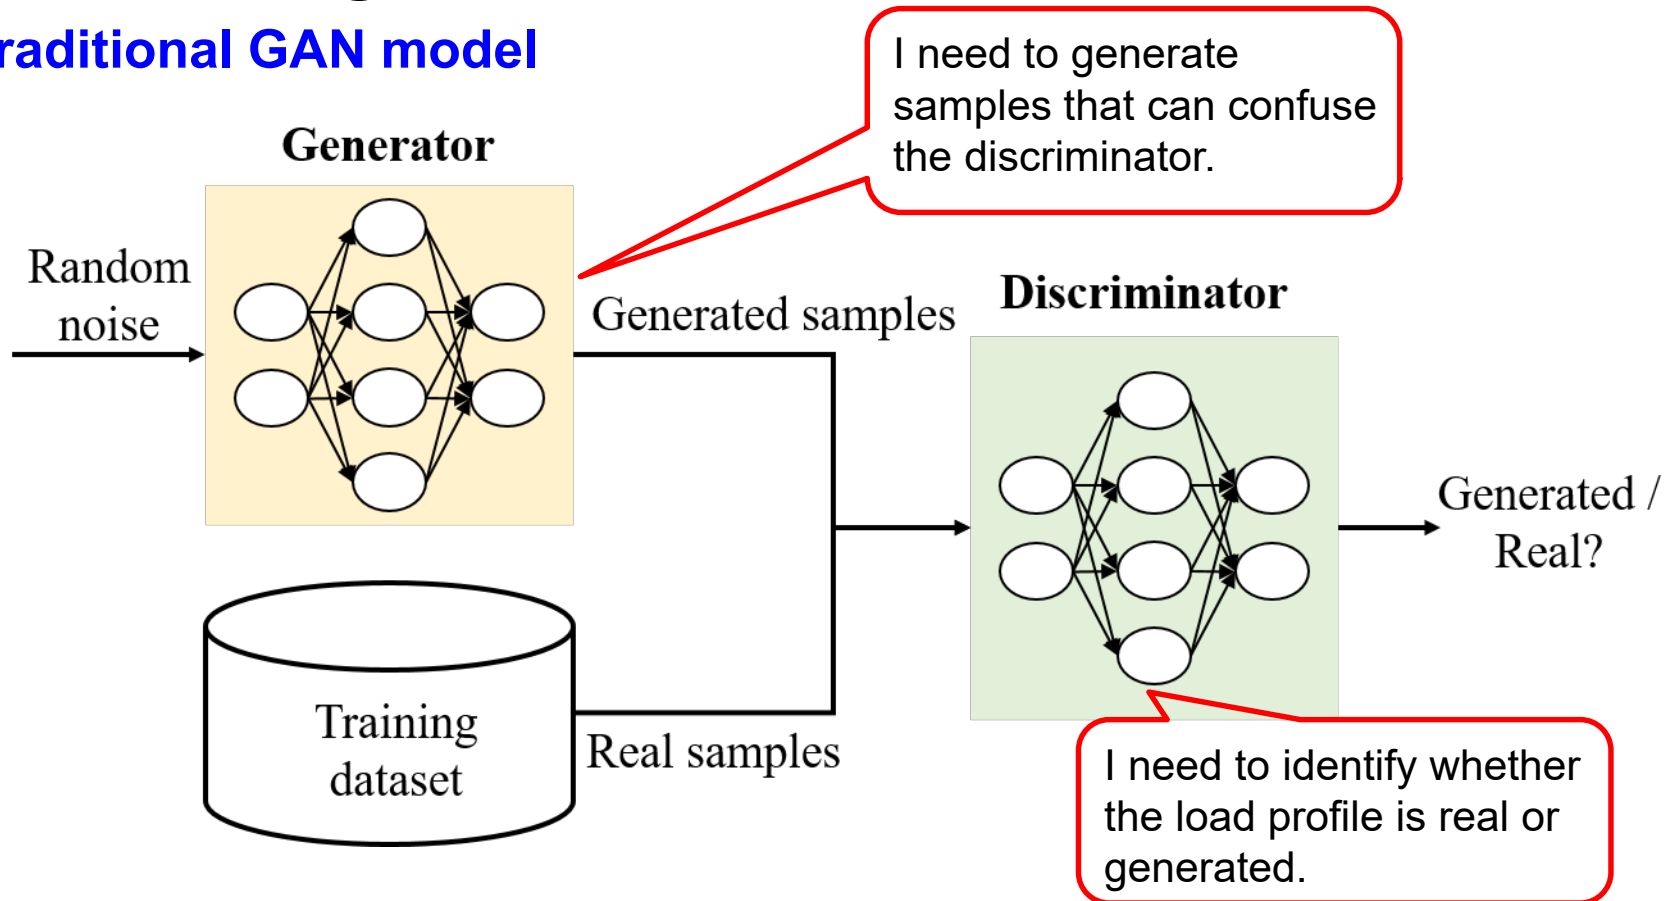 raditional GAN model
I need to generate
samples that can confuse
the discriminator.
Generator
Random
noise
Generated samples
Discriminator
Generated /
Real?
Training
dataset
Real samples
I need to identify whether
the load profile is real or
generated.